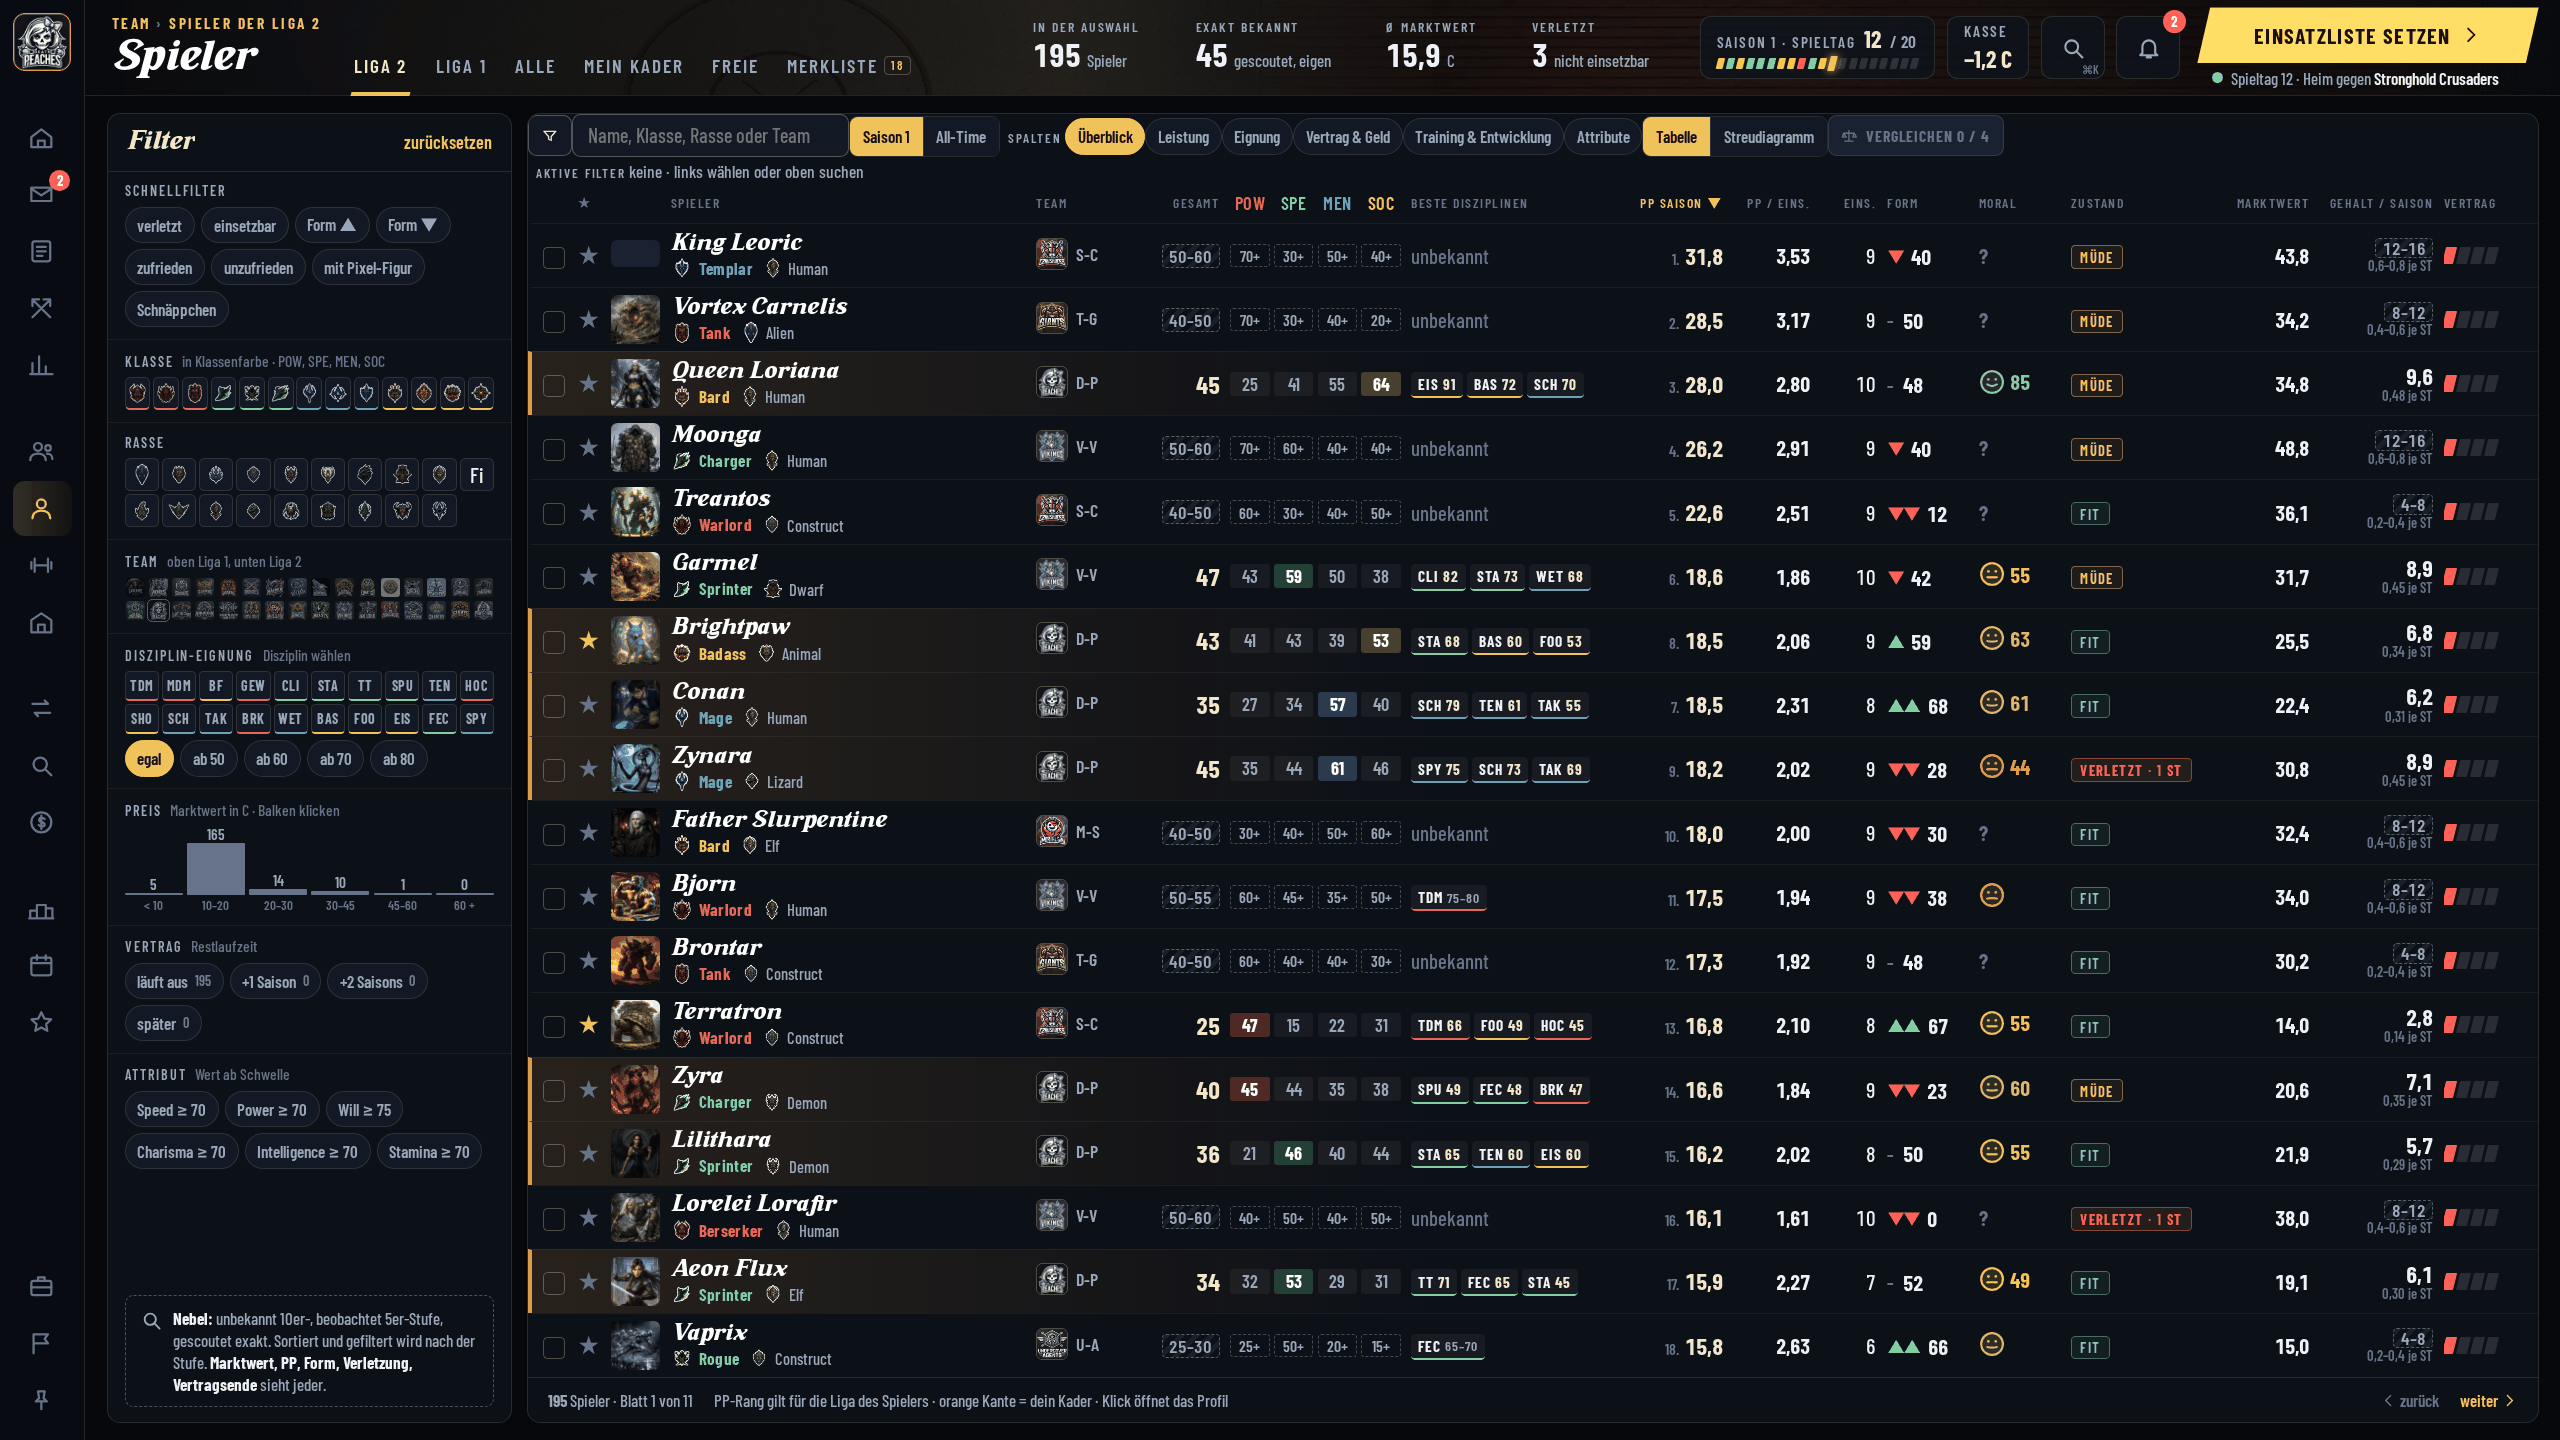 TEAM › SPIELER DER LIGA 2
Spieler
LIGA 2 LIGA 1 ALLE MEIN KADER FREIE MERKLISTE 18
IN DER AUSWAHL
195 Spieler
EXAKT BEKANNT
45 gescoutet, eigen
Ø MARKTWERT
15,9 C
VERLETZT
3 nicht einsetzbar
SAISON 1 · SPIELTAG 12 / 20
KASSE
−1,2 C
⌘K
2
EINSATZLISTE SETZEN
Spieltag 12 · Heim gegen Stronghold Crusaders
2
Filter zurücksetzen
SCHNELLFILTER
verletzt einsetzbar Form ▲ Form ▼
zufrieden unzufrieden mit Pixel-Figur
Schnäppchen
KLASSE in Klassenfarbe · POW, SPE, MEN, SOC
RASSE
Fi
TEAM oben Liga 1, unten Liga 2
DISZIPLIN-EIGNUNG Disziplin wählen
TDM MDM BF GEW CLI STA TT SPU TEN HOC
SHO SCH TAK BRK WET BAS FOO EIS FEC SPY
egal ab 50 ab 60 ab 70 ab 80
PREIS Marktwert in C · Balken klicken
5 165 14 10 1 0
< 10 10–20 20–30 30–45 45–60 60 +
VERTRAG Restlaufzeit
läuft aus 195 +1 Saison 0 +2 Saisons 0
später 0
ATTRIBUT Wert ab Schwelle
Speed ≥ 70 Power ≥ 70 Will ≥ 75
Charisma ≥ 70 Intelligence ≥ 70 Stamina ≥ 70
Nebel: unbekannt 10er-, beobachtet 5er-Stufe,
gescoutet exakt. Sortiert und gefiltert wird nach der
Stufe. Marktwert, PP, Form, Verletzung,
Vertragsende sieht jeder.
Name, Klasse, Rasse oder Team Saison 1 All-Time SPALTEN Überblick Leistung Eignung Vertrag & Geld Training & Entwicklung Attribute Tabelle Streudiagramm VERGLEICHEN 0 / 4
AKTIVE FILTER keine · links wählen oder oben suchen
★ SPIELER TEAM GESAMT POW SPE MEN SOC BESTE DISZIPLINEN PP SAISON ▼ PP / EINS. EINS. FORM MORAL ZUSTAND MARKTWERT GEHALT / SAISON VERTRAG
King Leoric
Templar Human S-C 50–60 70+ 30+ 50+ 40+ unbekannt 1. 31,8 3,53 9 ▼ 40 ? MÜDE 43,8 12–16 0,6–0,8 je ST
Vortex Carnelis
Tank Alien T-G 40–50 70+ 30+ 40+ 20+ unbekannt 2. 28,5 3,17 9 – 50 MÜDE 34,2 8–12 0,4–0,6 je ST
Queen Loriana
Bard Human D-P 45 25 41 55 64 EIS 91 BAS 72 SCH 70 3. 28,0 2,80 10 – 48 85 MÜDE 34,8 9,6 0,48 je ST
Moonga
Charger Human V-V 50–60 70+ 60+ 40+ 40+ unbekannt 4. 26,2 2,91 9 ▼ 40 ? MÜDE 48,8 12–16 0,6–0,8 je ST
Treantos
Warlord Construct S-C 40–50 60+ 30+ 40+ 50+ unbekannt 5. 22,6 2,51 9 ▼▼ 12 ? FIT 36,1 4–8 0,2–0,4 je ST
Garmel
Sprinter Dwarf V-V 47 43 59 50 38 CLI 82 STA 73 WET 68 6. 18,6 1,86 10 ▼ 42 55 MÜDE 31,7 8,9 0,45 je ST
Brightpaw
Badass Animal D-P 43 41 43 39 53 STA 68 BAS 60 FOO 53 8. 18,5 2,06 9 ▲ 59 63 FIT 25,5 6,8 0,34 je ST
Conan
Mage Human D-P 35 27 34 57 40 SCH 79 TEN 61 TAK 55 7. 18,5 2,31 8 ▲▲ 68 61 FIT 22,4 6,2 0,31 je ST
Zynara
Mage Lizard D-P 45 35 44 61 46 SPY 75 SCH 73 TAK 69 9. 18,2 2,02 9 ▼▼ 28 44 VERLETZT · 1 ST 30,8 8,9 0,45 je ST
Father Slurpentine
Bard Elf M-S 40–50 30+ 40+ 50+ 60+ unbekannt 10. 18,0 2,00 9 ▼▼ 30 ? FIT 32,4 8–12 0,4–0,6 je ST
Bjorn
Warlord Human V-V 50–55 60+ 45+ 35+ 50+ TDM 75–80 11. 17,5 1,94 9 ▼▼ 38 FIT 34,0 8–12 0,4–0,6 je ST
Brontar
Tank Construct T-G 40–50 60+ 40+ 40+ 30+ unbekannt 12. 17,3 1,92 9 – 48 ? FIT 30,2 4–8 0,2–0,4 je ST
Terratron
Warlord Construct S-C 25 47 15 22 31 TDM 66 FOO 49 HOC 45 13. 16,8 2,10 8 ▲▲ 67 55 FIT 14,0 2,8 0,14 je ST
Zyra
Charger Demon D-P 40 45 44 35 38 SPU 49 FEC 48 BRK 47 14. 16,6 1,84 9 ▼▼ 23 60 MÜDE 20,6 7,1 0,35 je ST
Lilithara
Sprinter Demon D-P 36 21 46 40 44 STA 65 TEN 60 EIS 60 15. 16,2 2,02 8 – 50 55 FIT 21,9 5,7 0,29 je ST
Lorelei Lorafir
Berserker Human V-V 50–60 40+ 50+ 40+ 50+ unbekannt 16. 16,1 1,61 10 ▼▼ 0 ? VERLETZT · 1 ST 38,0 8–12 0,4–0,6 je ST
Aeon Flux
Sprinter Elf D-P 34 32 53 29 31 TT 71 FEC 65 STA 45 17. 15,9 2,27 7 – 52 49 FIT 19,1 6,1 0,30 je ST
Vaprix
Rogue Construct U-A 25–30 25+ 50+ 20+ 15+ FEC 65–70 18. 15,8 2,63 6 ▲▲ 66 FIT 15,0 4–8 0,2–0,4 je ST
195 Spieler · Blatt 1 von 11 PP-Rang gilt für die Liga des Spielers · orange Kante = dein Kader · Klick öffnet das Profil zurück weiter